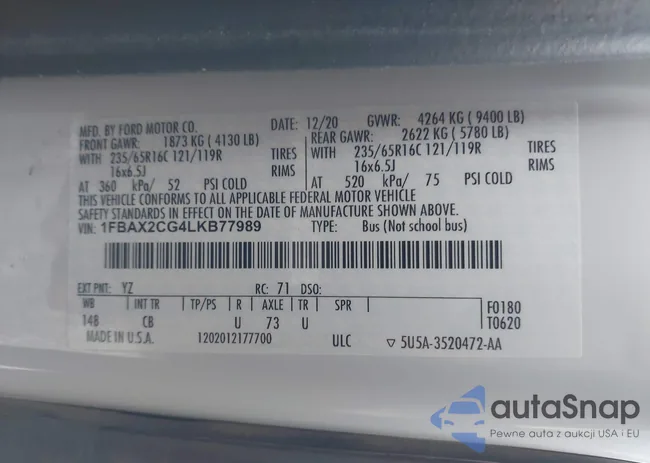 MFD. BY FORD MOTOR CO. DATE: 12/20 GVWR: 4264 KG ( 9400 LB)
FRONT GAWR: 1873 KG ( 4130 LB) REAR GAWR: 2622 KG ( 5780 LB)
WITH 235/65R16C 121/119R TIRES WITH 235/65R16C 121/119R TIRES
16x6.5J RIMS 16x6.5J RIMS
AT 360 kPa/ 52 PSI COLD AT 520 kPa/ 75 PSI COLD
THIS VEHICLE CONFORMS TO ALL APPLICABLE FEDERAL MOTOR VEHICLE
SAFETY STANDARDS IN EFFECT ON THE DATE OF MANUFACTURE SHOWN ABOVE.
VIN: 1FBAX2CG4LKB77989 TYPE: Bus (Not school bus)
EXT PNT: YZ RC: 71 DSO:
WB INT TR TP/PS R AXLE TR SPR F0180
148 CB U 73 U T0620
MADE IN U.S.A. 1202012177700 ULC 5U5A-3520472-AA
autaSnap
Pewne auta z aukcji USA i EU